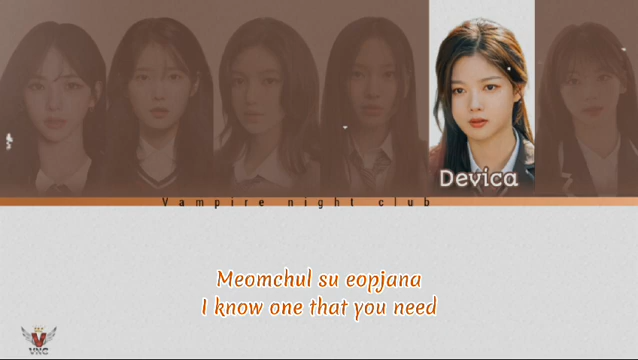 Devica
Vampire night club
Meomchul su eopjana
I know one that you need
V
VNC